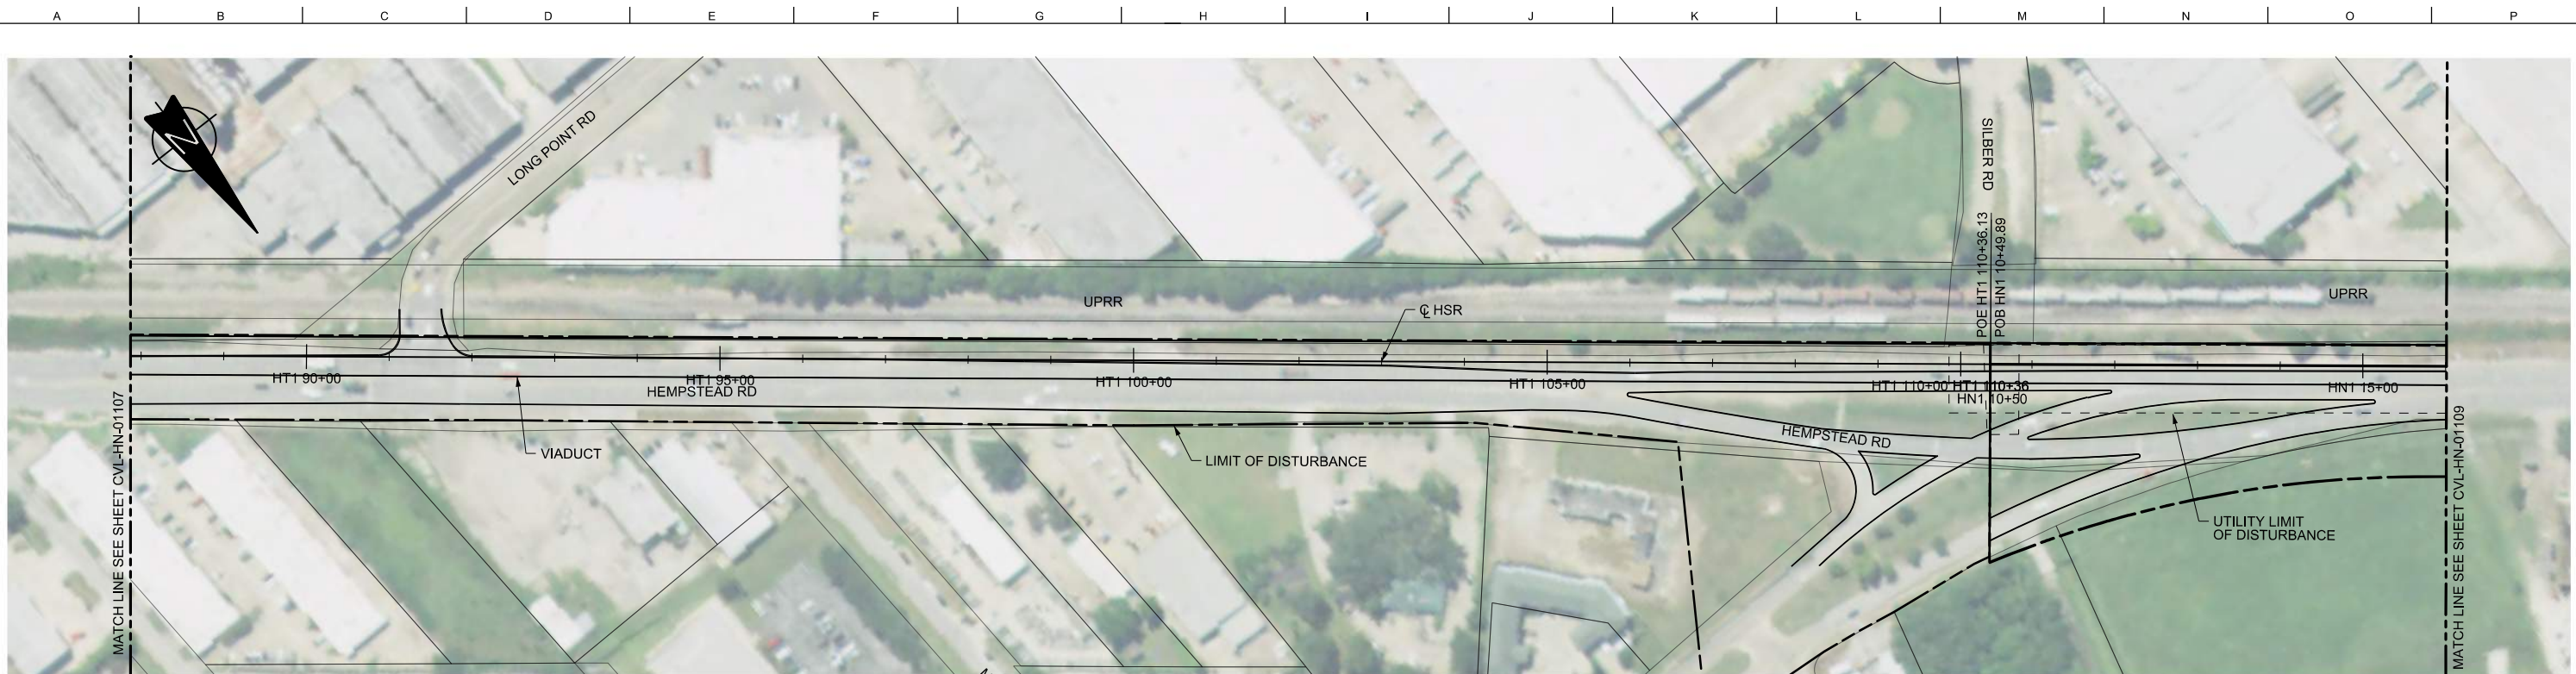 A B C D E F G H I J K L M N O P
N
LONG POINT RD
SILBER RD
POE HT1 110+36.13
POB HN1 10+49.89
UPRR
UPRR
℄ HSR
HT1 90+00
HT1 95+00
HT1 100+00
HT1 105+00
HT1 110+00
HT1 110+36
HN1 10+50
HN1 15+00
HEMPSTEAD RD
HEMPSTEAD RD
VIADUCT
LIMIT OF DISTURBANCE
UTILITY LIMIT
OF DISTURBANCE
MATCH LINE SEE SHEET CVL-HN-01107
MATCH LINE SEE SHEET CVL-HN-01109